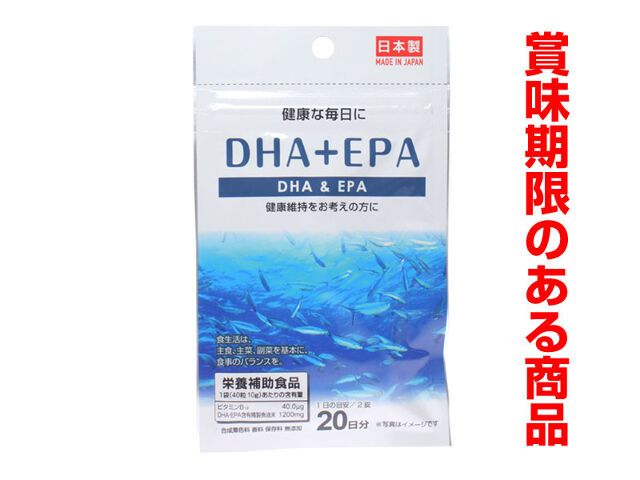 日本製
MADE IN JAPAN
健康な毎日に
DHA+EPA
DHA & EPA
健康維持をお考えの方に
食生活は、
主食、主菜、副菜を基本に、
食事のバランスを。
栄養補助食品
1袋(40粒 10g)あたりの含有量
ビタミンB12 40.0μg
DHA・EPA含有精製魚油末 1200mg
合成着色料 香料 保存料 無添加
1日の目安/2錠
20日分
※写真はイメージです
賞味期限のある商品